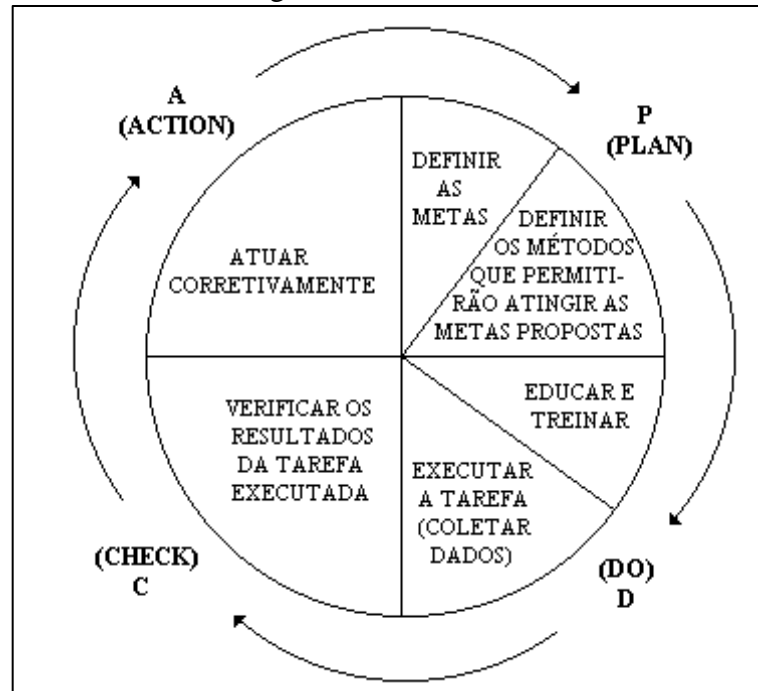 A
(ACTION)
P
(PLAN)
DEFINIR
AS
METAS
DEFINIR
OS MÉTODOS
QUE PERMITI-
RÃO ATINGIR AS
METAS PROPOSTAS
ATUAR
CORRETIVAMENTE
EDUCAR E
TREINAR
VERIFICAR OS
RESULTADOS
DA TAREFA
EXECUTADA
EXECUTAR
A TAREFA
(COLETAR
DADOS)
(CHECK)
C
(DO)
D